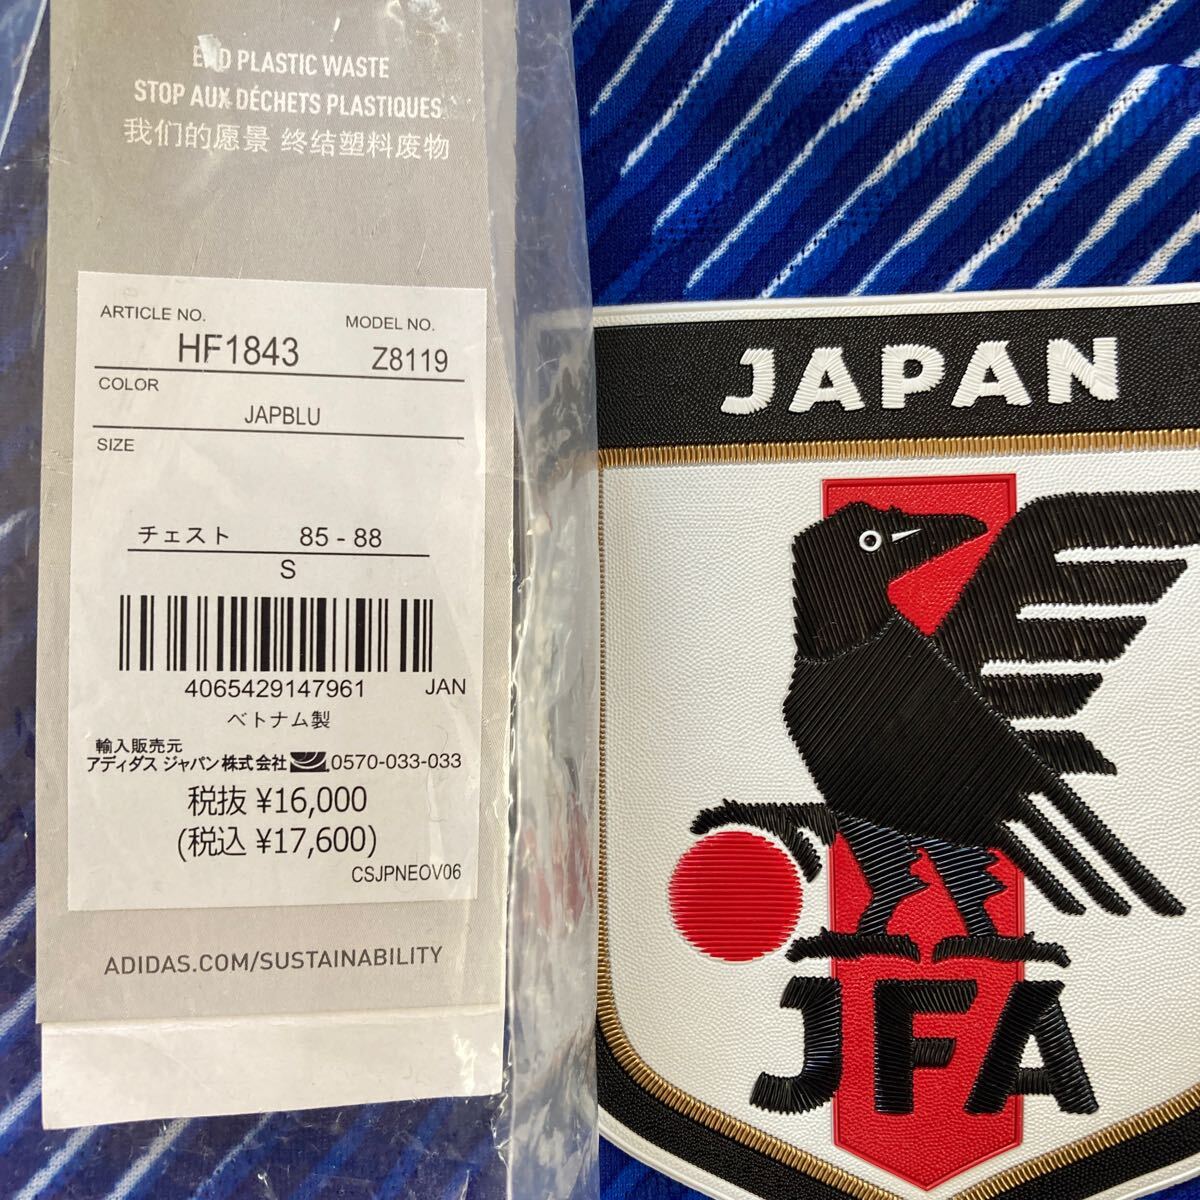 END PLASTIC WASTE
STOP AUX DÉCHETS PLASTIQUES
我们的愿景 终结塑料废物
ARTICLE NO. MODEL NO.
HF1843 Z8119
COLOR
JAPBLU
SIZE
チェスト 85 - 88
S
4065429147961 JAN
ベトナム製
輸入販売元
アディダス ジャパン株式会社 0570-033-033
税抜 ¥16,000
(税込 ¥17,600)
CSJPNEOV06
ADIDAS.COM/SUSTAINABILITY
JAPAN
JFA